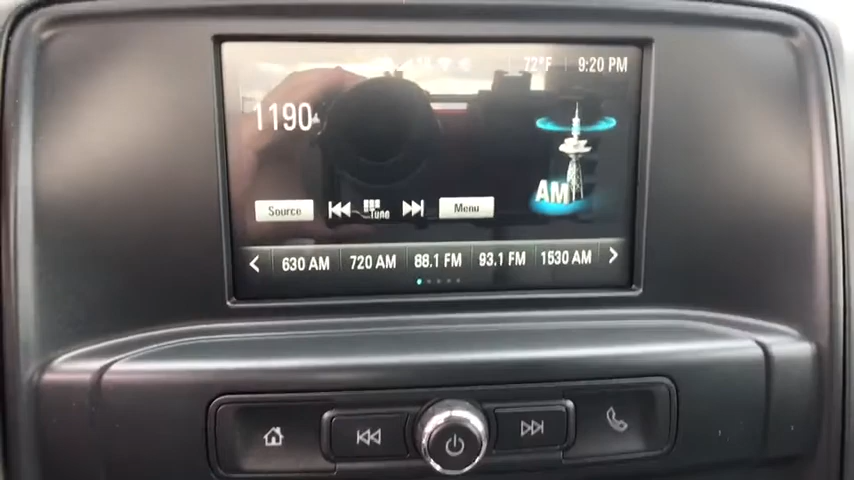 72°F 9:20 PM
1190
AM
Source Tune Menu
630 AM 720 AM 88.1 FM 93.1 FM 1530 AM